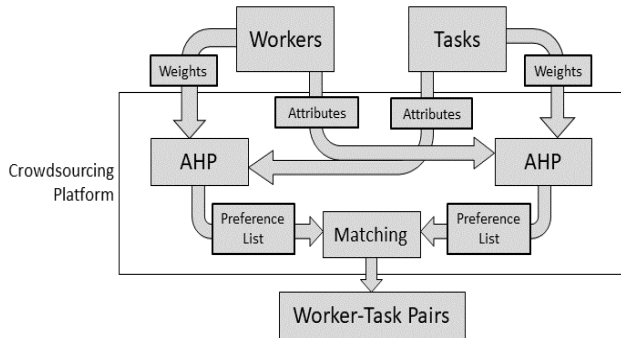 Workers
Tasks
Weights
Weights
Attributes
Attributes
Crowdsourcing
Platform
AHP
AHP
Preference
List
Matching
Preference
List
Worker-Task Pairs